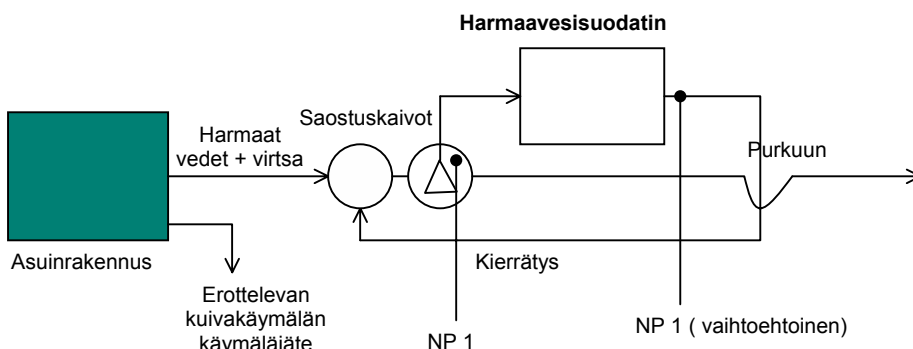 Harmaavesisuodatin
Saostuskaivot
Harmaat
vedet + virtsa
Purkuun
Asuinrakennus
Kierrätys
Erottelevan
kuivakäymälän
käymäläjäte
NP 1
NP 1 ( vaihtoehtoinen)